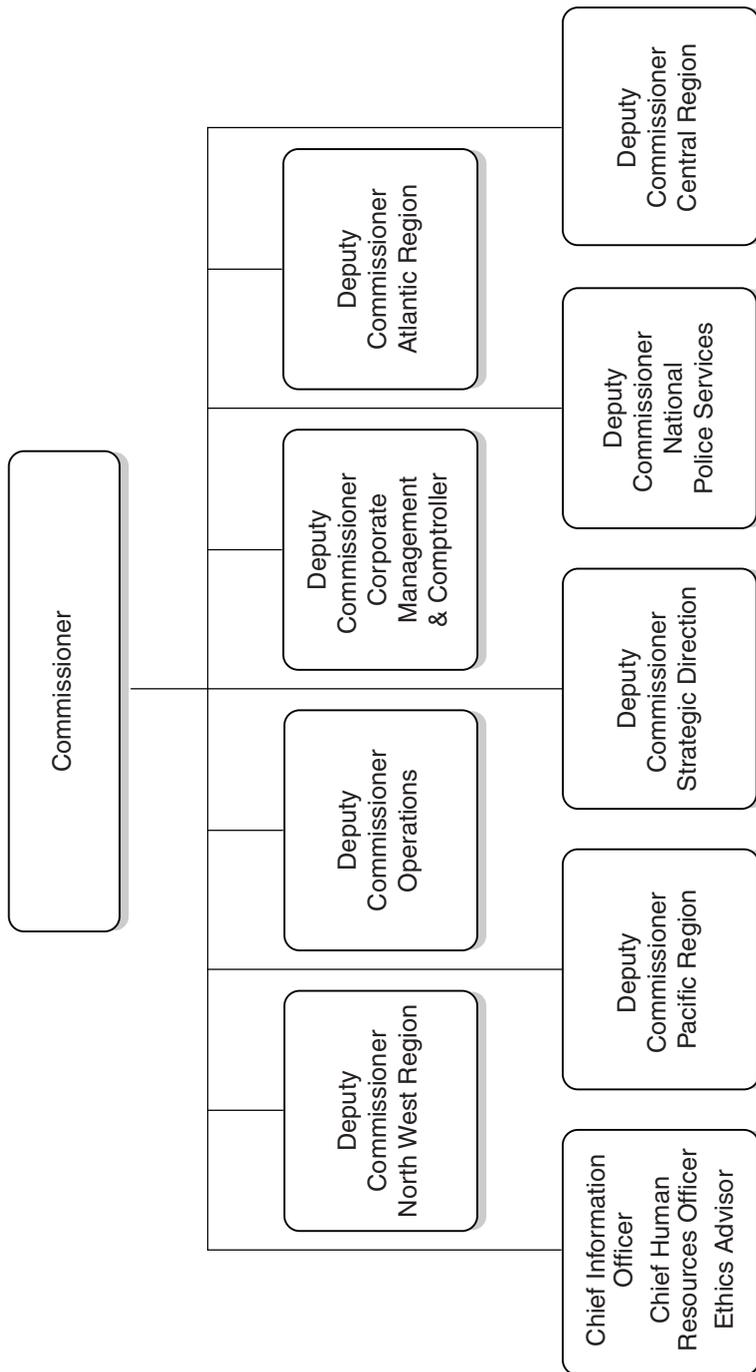 Commissioner
Deputy
Commissioner
North West Region
Deputy
Commissioner
Operations
Deputy
Commissioner
Corporate
Management
& Comptroller
Deputy
Commissioner
Atlantic Region
Chief Information
Officer
Chief Human
Resources Officer
Ethics Advisor
Deputy
Commissioner
Pacific Region
Deputy
Commissioner
Strategic Direction
Deputy
Commissioner
National
Police Services
Deputy
Commissioner
Central Region